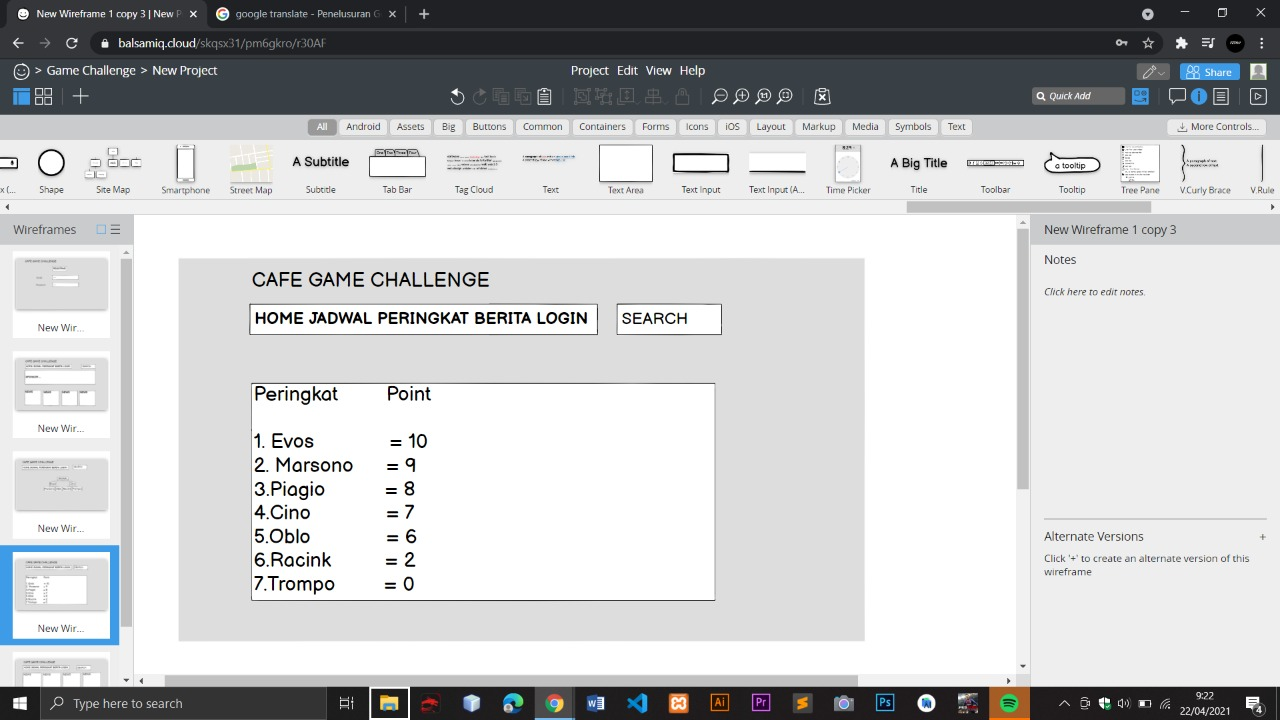 New Wireframe 1 copy 3 | New P
google translate - Penelusuran G
balsamiq.cloud/skqsx31/pm6gkro/r30AF
> Game Challenge > New Project
Project Edit View Help
Share
Quick Add
All Android Assets Big Buttons Common Containers Forms Icons iOS Layout Markup Media Symbols Text
More Controls...
A Subtitle
A Big Title
a tooltip
x (... Shape Site Map Smartphone Street Map Subtitle Tab Bar Tag Cloud Text Text Area Text Input Text Input (A... Time Picker Title Toolbar Tooltip Tree Pane V.Curly Brace V.Rule
Wireframes
New Wir...
New Wir...
New Wir...
New Wir...
CAFE GAME CHALLENGE
HOME JADWAL PERINGKAT BERITA LOGIN
SEARCH
Peringkat Point
1. Evos = 10
2. Marsono = 9
3.Piagio = 8
4.Cino = 7
5.Oblo = 6
6.Racink = 2
7.Trompo = 0
New Wireframe 1 copy 3
Notes
Click here to edit notes.
Alternate Versions +
Click '+' to create an alternate version of this
wireframe
Type here to search
9:22
22/04/2021
4